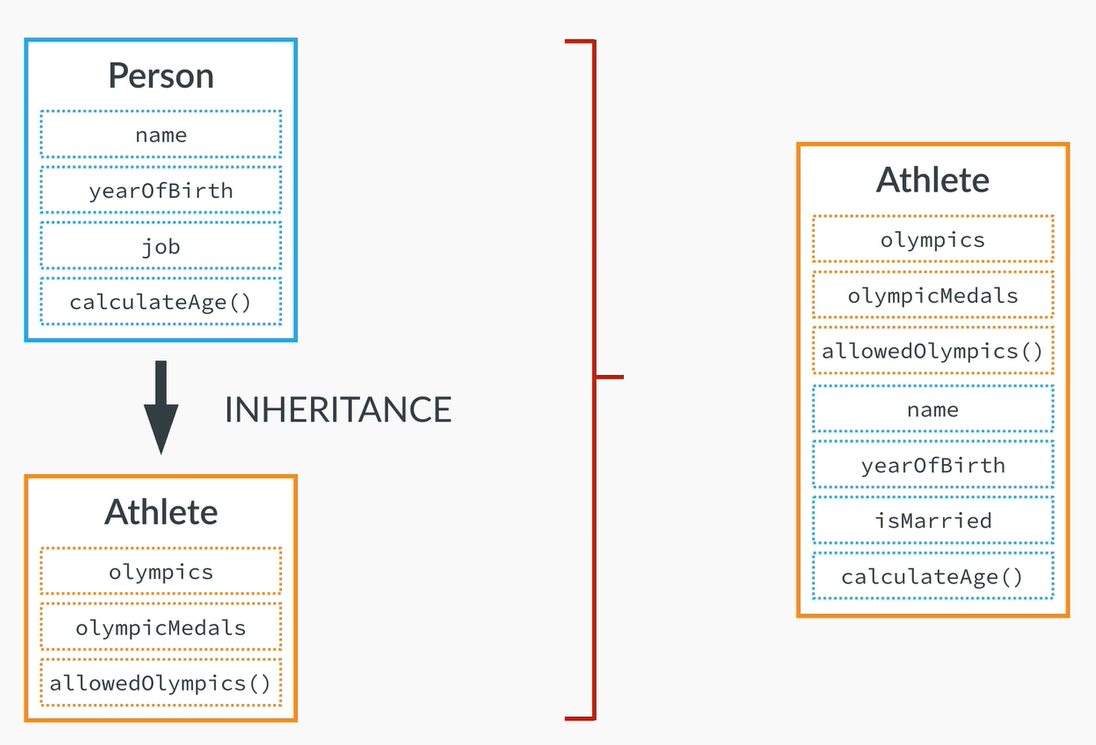 Person
name
yearOfBirth
job
calculateAge()
INHERITANCE
Athlete
olympics
olympicMedals
allowedOlympics()
Athlete
olympics
olympicMedals
allowedOlympics()
name
yearOfBirth
isMarried
calculateAge()